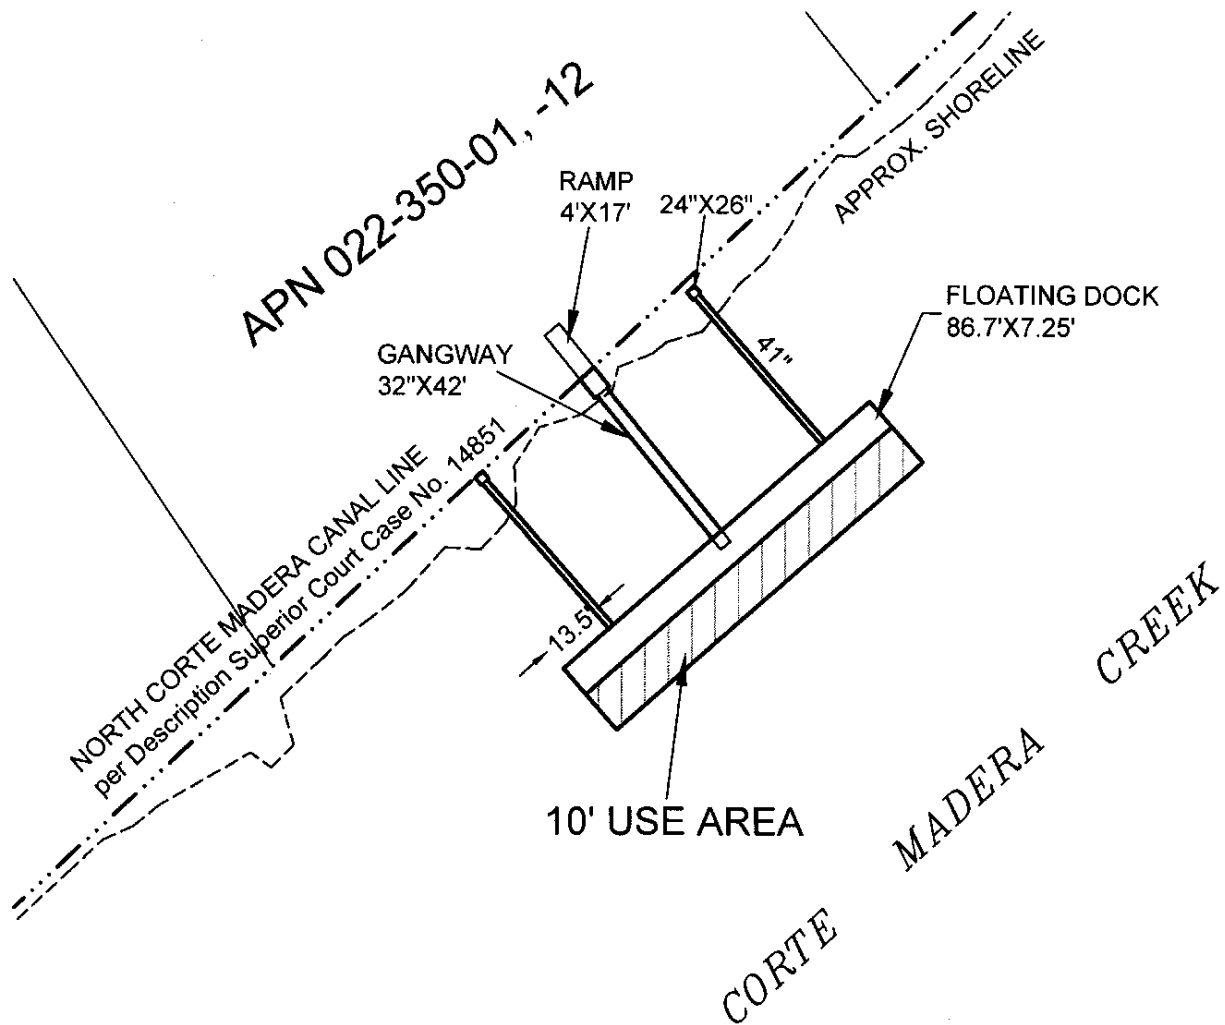 APN 022-350-01, -12
APPROX. SHORELINE
RAMP
4'X17'
24"X26"
FLOATING DOCK
86.7'X7.25'
GANGWAY
32"X42'
41"
NORTH CORTE MADERA CANAL LINE
per Description Superior Court Case No. 14851
13.5'
10' USE AREA
CORTE MADERA CREEK